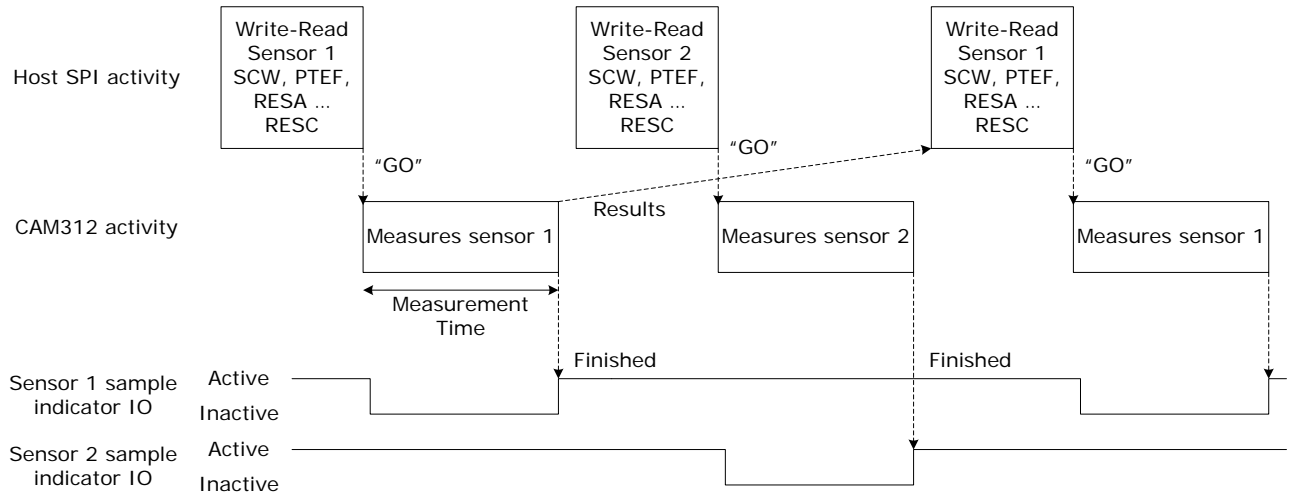 Host SPI activity
Write-Read
Sensor 1
SCW, PTEF,
RESA ...
RESC
Write-Read
Sensor 2
SCW, PTEF,
RESA ...
RESC
Write-Read
Sensor 1
SCW, PTEF,
RESA ...
RESC
“GO”
“GO”
“GO”
Results
CAM312 activity
Measures sensor 1
Measures sensor 2
Measures sensor 1
Measurement
Time
Finished
Finished
Sensor 1 sample
indicator IO
Active
Inactive
Sensor 2 sample
indicator IO
Active
Inactive